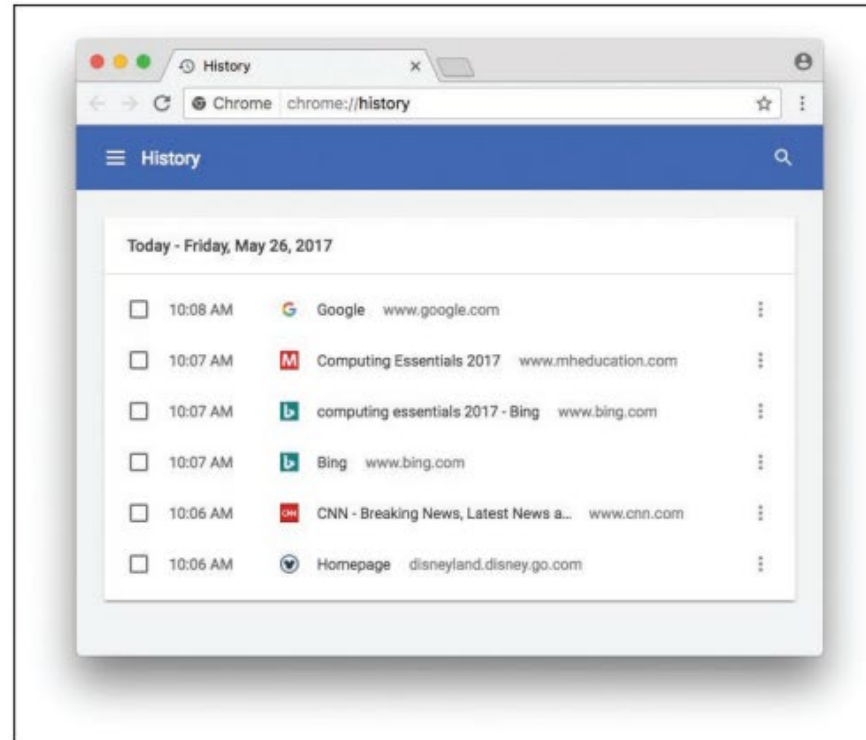 History
Chrome chrome://history
History
Today - Friday, May 26, 2017
10:08 AM Google www.google.com
10:07 AM Computing Essentials 2017 www.mheducation.com
10:07 AM computing essentials 2017 - Bing www.bing.com
10:07 AM Bing www.bing.com
10:06 AM CNN - Breaking News, Latest News a... www.cnn.com
10:06 AM Homepage disneyland.disney.go.com